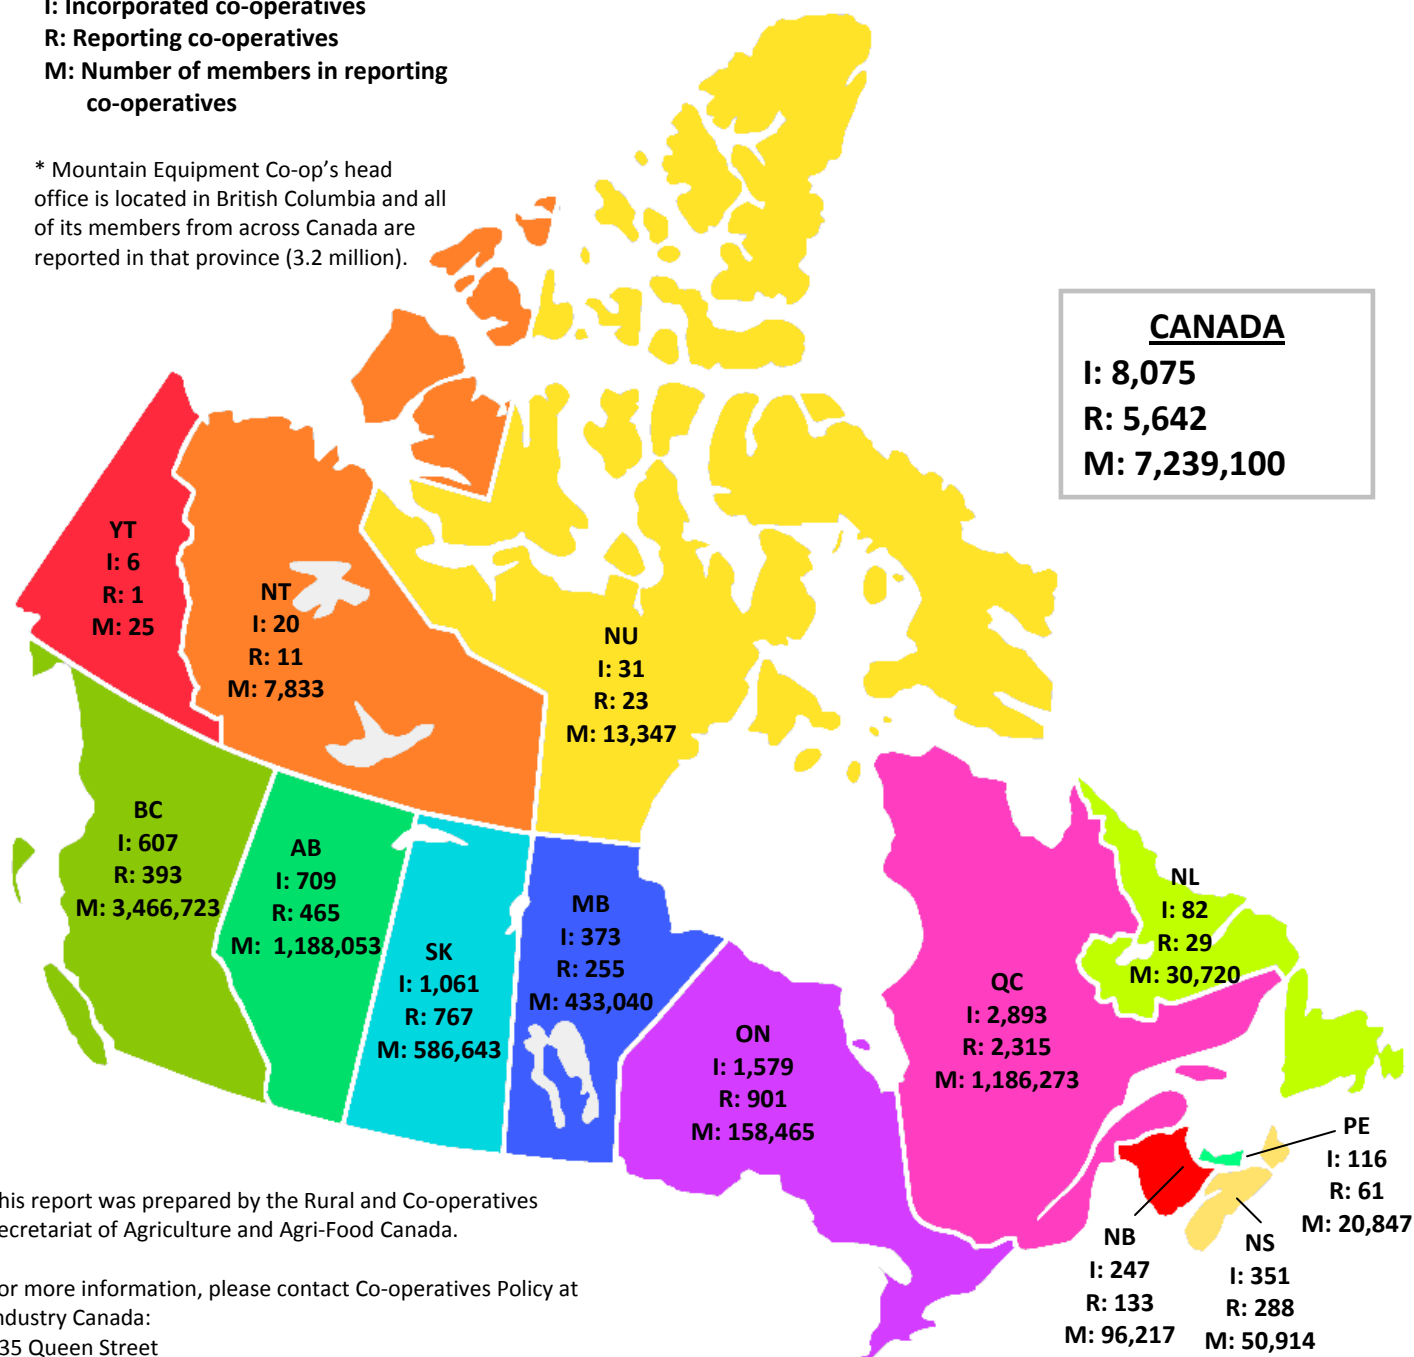 I: Incorporated co-operatives
R: Reporting co-operatives
M: Number of members in reporting
co-operatives
* Mountain Equipment Co-op's head
office is located in British Columbia and all
of its members from across Canada are
reported in that province (3.2 million).
CANADA
I: 8,075
R: 5,642
M: 7,239,100
YT
I: 6
R: 1
M: 25
NT
I: 20
R: 11
M: 7,833
NU
I: 31
R: 23
M: 13,347
BC
I: 607
R: 393
M: 3,466,723
AB
I: 709
R: 465
M: 1,188,053
SK
I: 1,061
R: 767
M: 586,643
MB
I: 373
R: 255
M: 433,040
ON
I: 1,579
R: 901
M: 158,465
QC
I: 2,893
R: 2,315
M: 1,186,273
NL
I: 82
R: 29
M: 30,720
PE
I: 116
R: 61
M: 20,847
NB
I: 247
R: 133
M: 96,217
NS
I: 351
R: 288
M: 50,914
his report was prepared by the Rural and Co-operatives
ecretariat of Agriculture and Agri-Food Canada.
or more information, please contact Co-operatives Policy at
ndustry Canada:
35 Queen Street